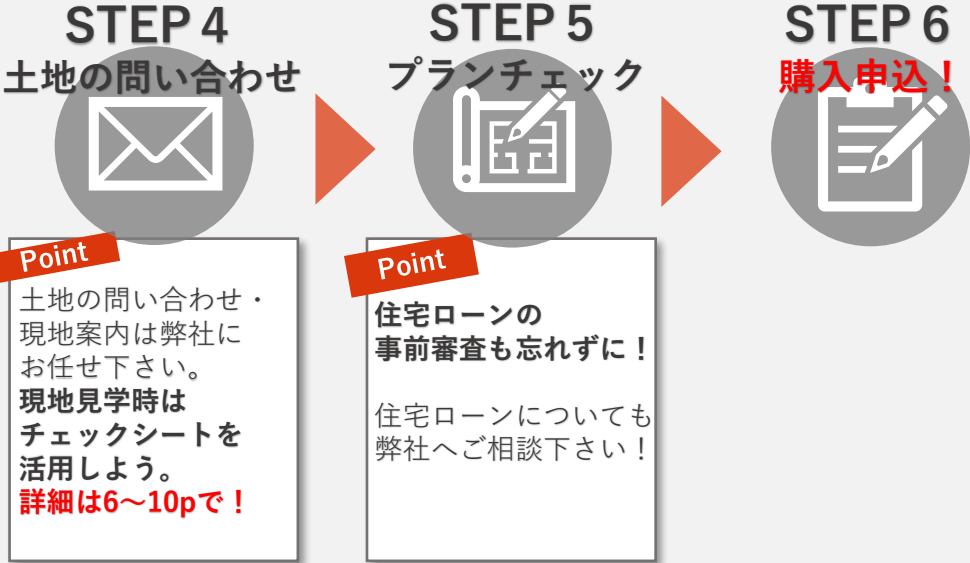 STEP 4
土地の問い合わせ
STEP 5
プランチェック
STEP 6
購入申込！
Point
土地の問い合わせ・
現地案内は弊社に
お任せ下さい。
現地見学時は
チェックシートを
活用しよう。
詳細は6～10pで！
Point
住宅ローンの
事前審査も忘れずに！
住宅ローンについても
弊社へご相談下さい！